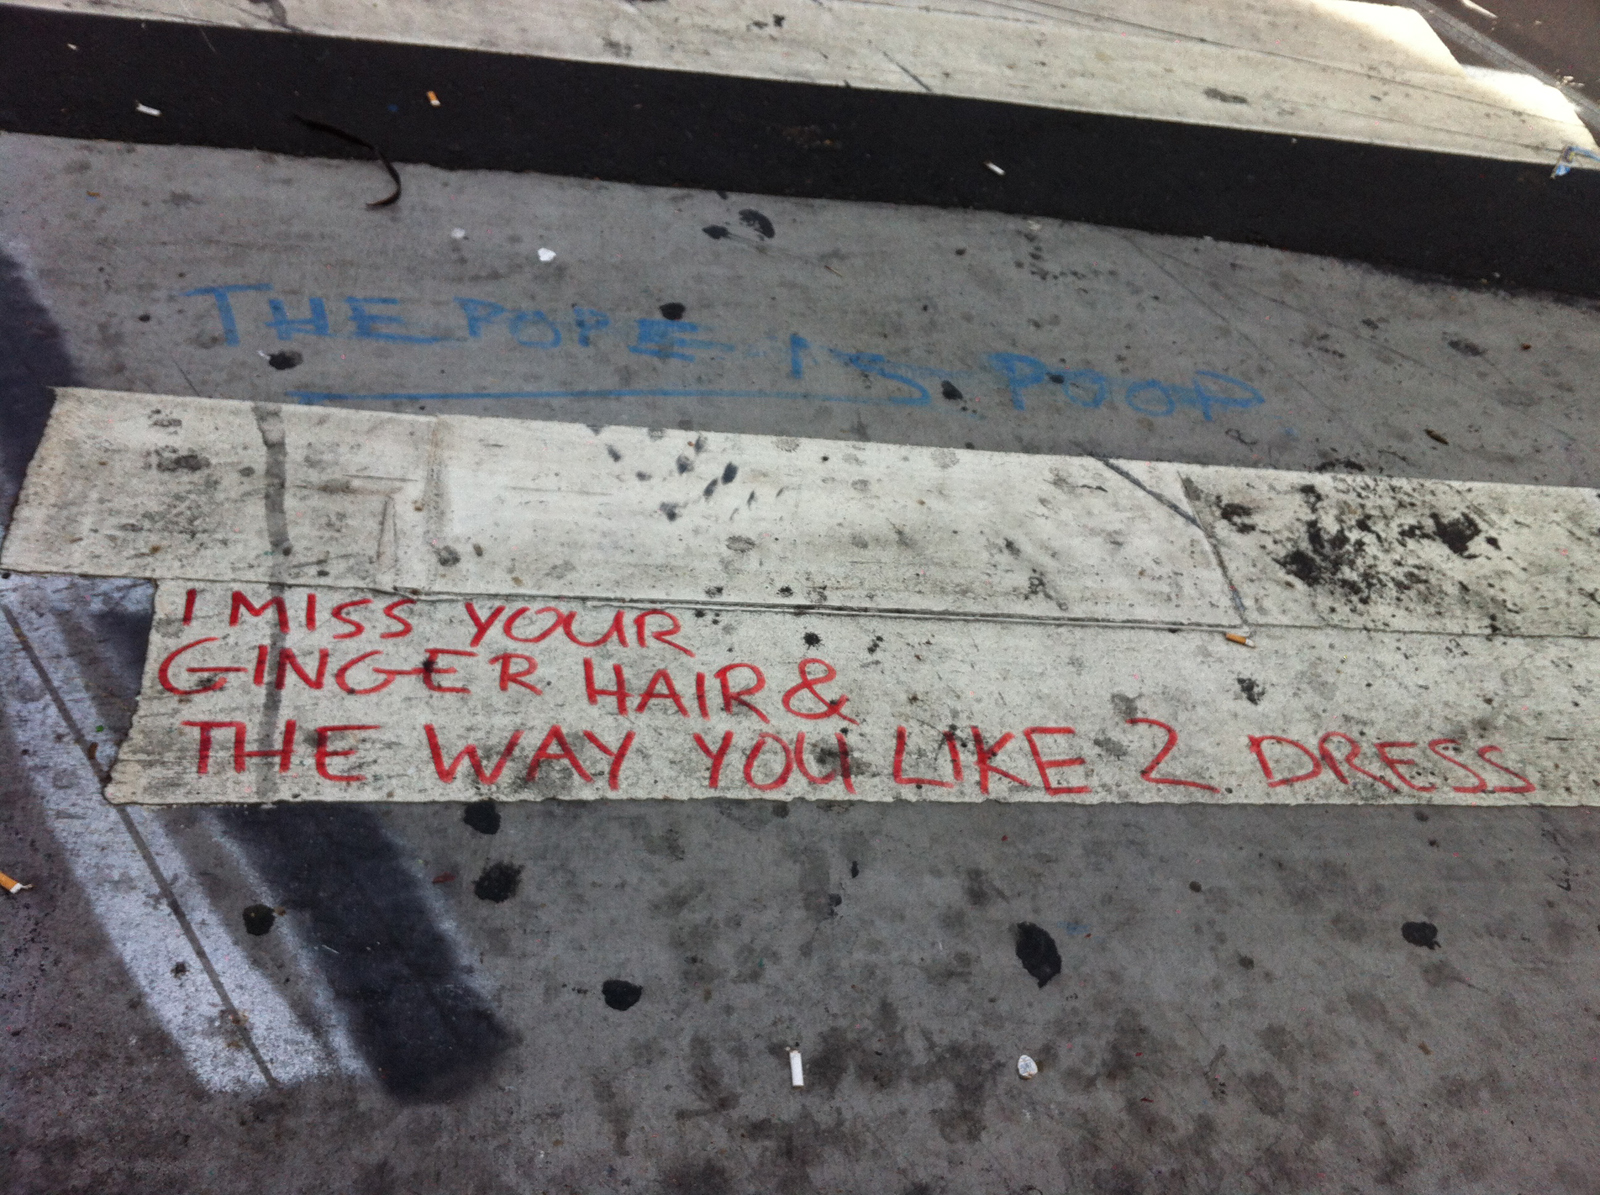 THE POPE IS POOP
I MISS YOUR
GINGER HAIR &
THE WAY YOU LIKE 2 DRESS